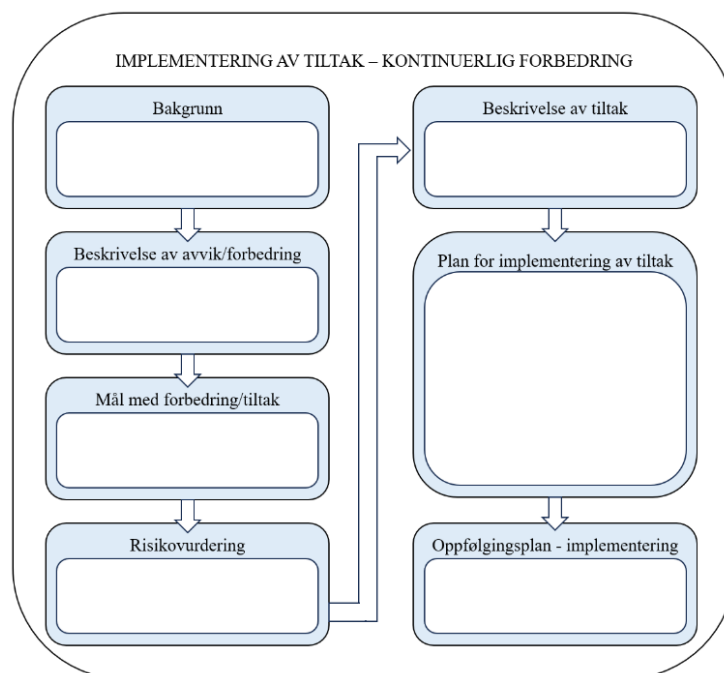 IMPLEMENTERING AV TILTAK – KONTINUERLIG FORBEDRING
Bakgrunn
Beskrivelse av avvik/forbedring
Mål med forbedring/tiltak
Risikovurdering
Beskrivelse av tiltak
Plan for implementering av tiltak
Oppfølgingsplan - implementering